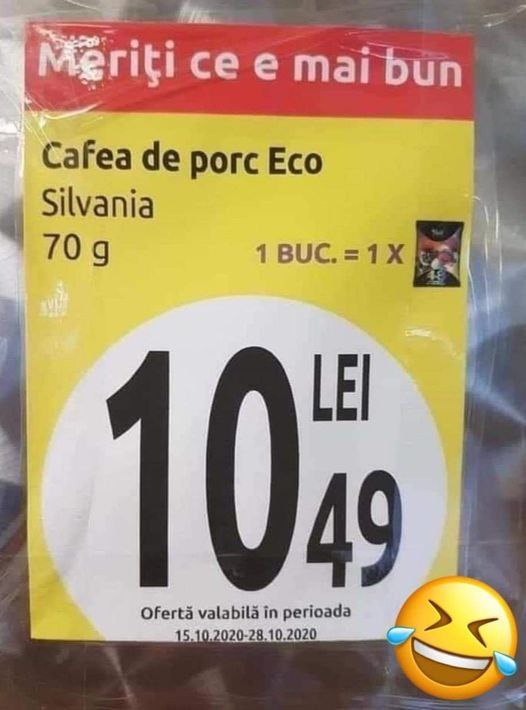 Meriţi ce e mai bun
Cafea de porc Eco
Silvania
70 g
1 BUC. = 1 X
10 LEI
49
Ofertă valabilă în perioada
15.10.2020-28.10.2020